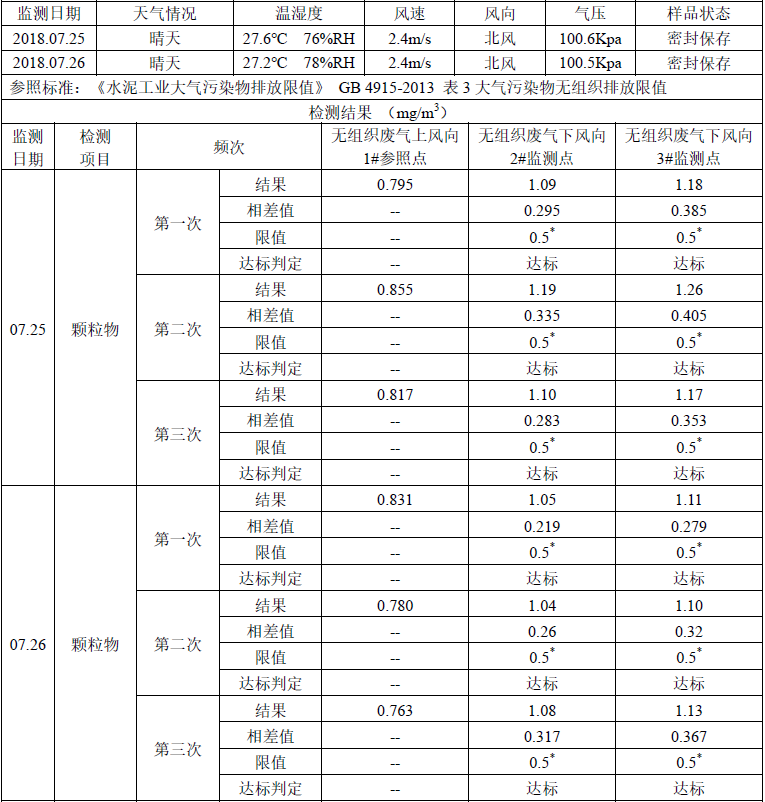 监测日期 天气情况 温湿度 风速 风向 气压 样品状态
2018.07.25 晴天 27.6℃ 76%RH 2.4m/s 北风 100.6Kpa 密封保存
2018.07.26 晴天 27.2℃ 78%RH 2.4m/s 北风 100.5Kpa 密封保存
参照标准：《水泥工业大气污染物排放限值》 GB 4915-2013 表 3 大气污染物无组织排放限值
检测结果 （mg/m³）
监测日期 检测项目 频次 无组织废气上风向1#参照点 无组织废气下风向2#监测点 无组织废气下风向3#监测点
07.25 颗粒物 第一次 结果 0.795 1.09 1.18
相差值 -- 0.295 0.385
限值 -- 0.5* 0.5*
达标判定 -- 达标 达标
第二次 结果 0.855 1.19 1.26
相差值 -- 0.335 0.405
限值 -- 0.5* 0.5*
达标判定 -- 达标 达标
第三次 结果 0.817 1.10 1.17
相差值 -- 0.283 0.353
限值 -- 0.5* 0.5*
达标判定 -- 达标 达标
07.26 颗粒物 第一次 结果 0.831 1.05 1.11
相差值 -- 0.219 0.279
限值 -- 0.5* 0.5*
达标判定 -- 达标 达标
第二次 结果 0.780 1.04 1.10
相差值 -- 0.26 0.32
限值 -- 0.5* 0.5*
达标判定 -- 达标 达标
第三次 结果 0.763 1.08 1.13
相差值 -- 0.317 0.367
限值 -- 0.5* 0.5*
达标判定 -- 达标 达标